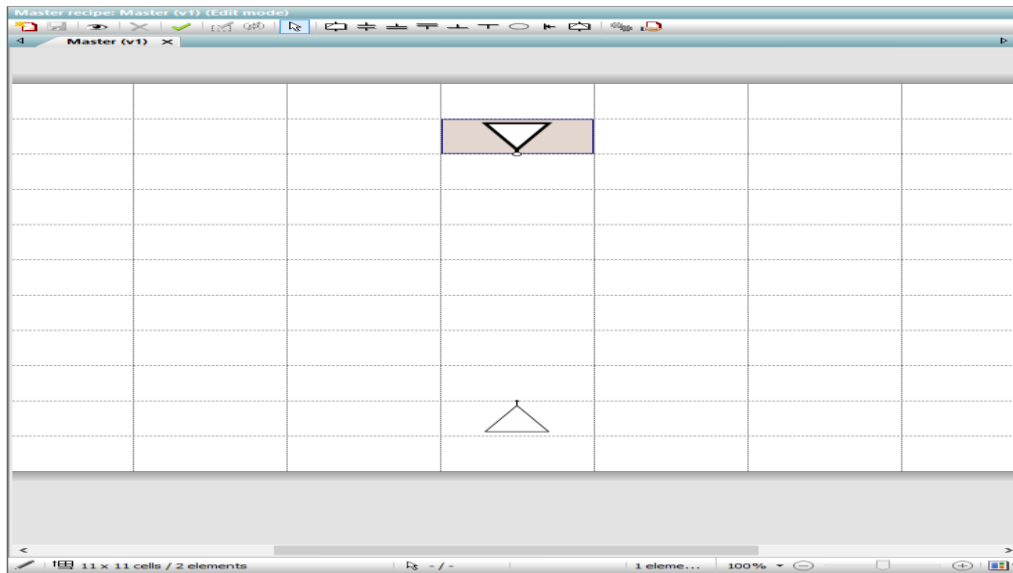 Master recipe: Master (v1) (Edit mode)
Master (v1)
11 x 11 cells / 2 elements
- / -
1 eleme...
100%